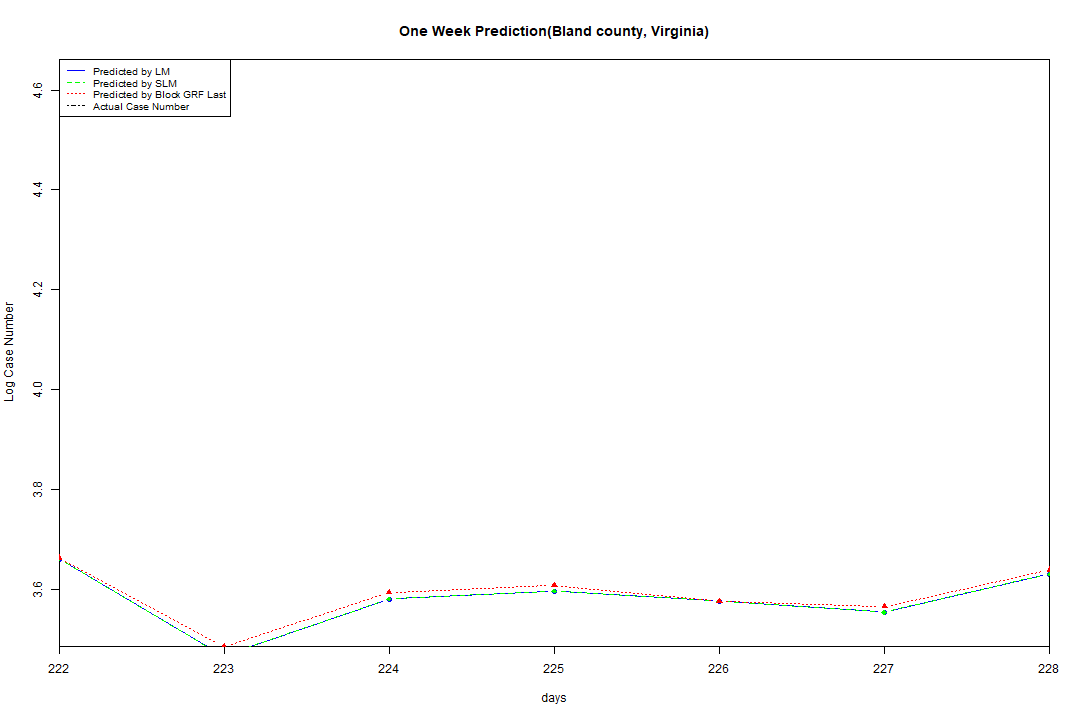 One Week Prediction(Bland county, Virginia)
Predicted by LM
Predicted by SLM
Predicted by Block GRF Last
Actual Case Number
4.6
4.4
4.2
4.0
3.8
3.6
Log Case Number
222 223 224 225 226 227 228
days